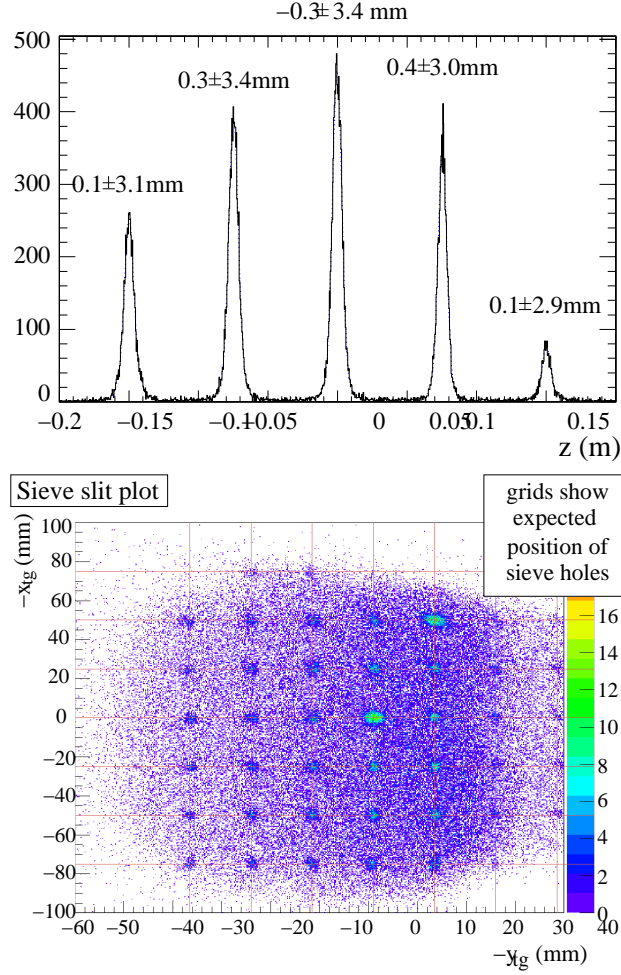 −0.3±3.4 mm
500
0.3±3.4mm
0.4±3.0mm
400
0.1±3.1mm
300
200
0.1±2.9mm
100
0
−0.2 −0.15 −0.1 −0.05 0 0.05 0.1 0.15
z (m)
Sieve slit plot
grids show
expected
position of
sieve holes
−x_tg (mm)
100
80
60
40
20
0
−20
−40
−60
−80
−100
16
14
12
10
8
6
4
2
0
−60 −50 −40 −30 −20 −10 0 10 20 30 40
−y_tg (mm)